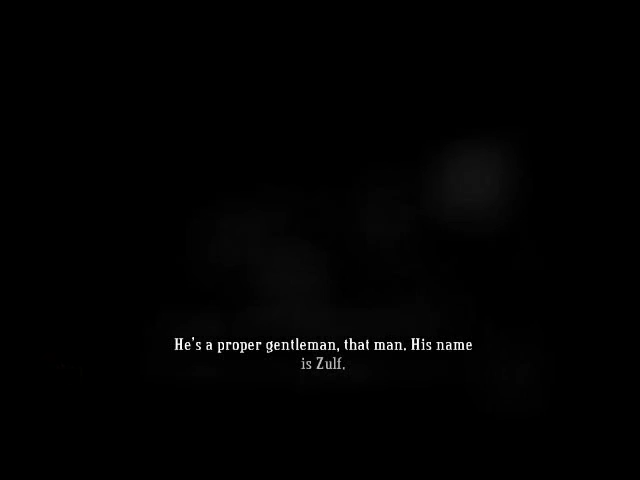 He's a proper gentleman, that man. His name
is Zulf.